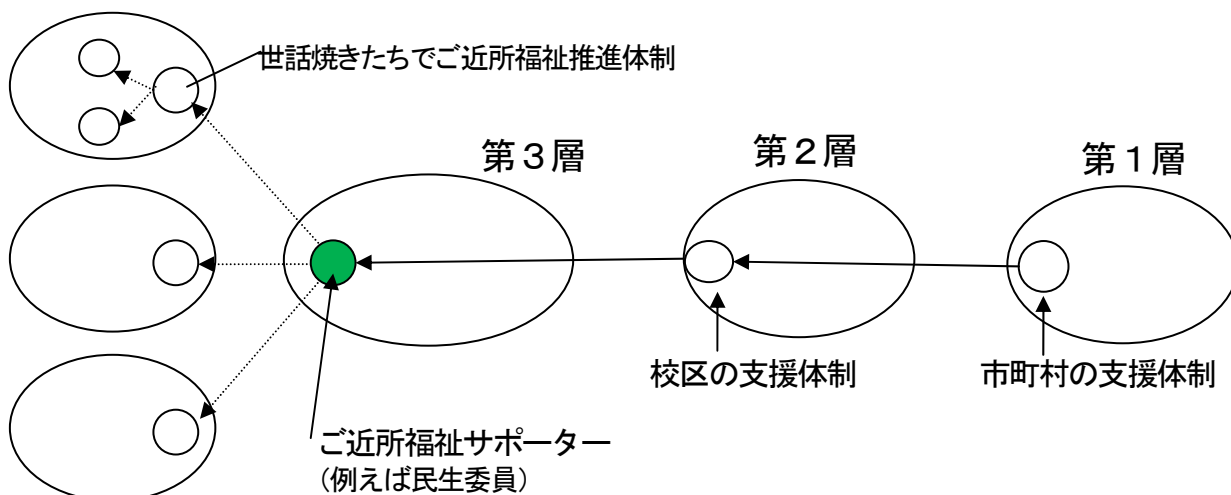 世話焼きたちでご近所福祉推進体制
第３層
第２層
第１層
校区の支援体制
市町村の支援体制
ご近所福祉サポーター
(例えば民生委員)